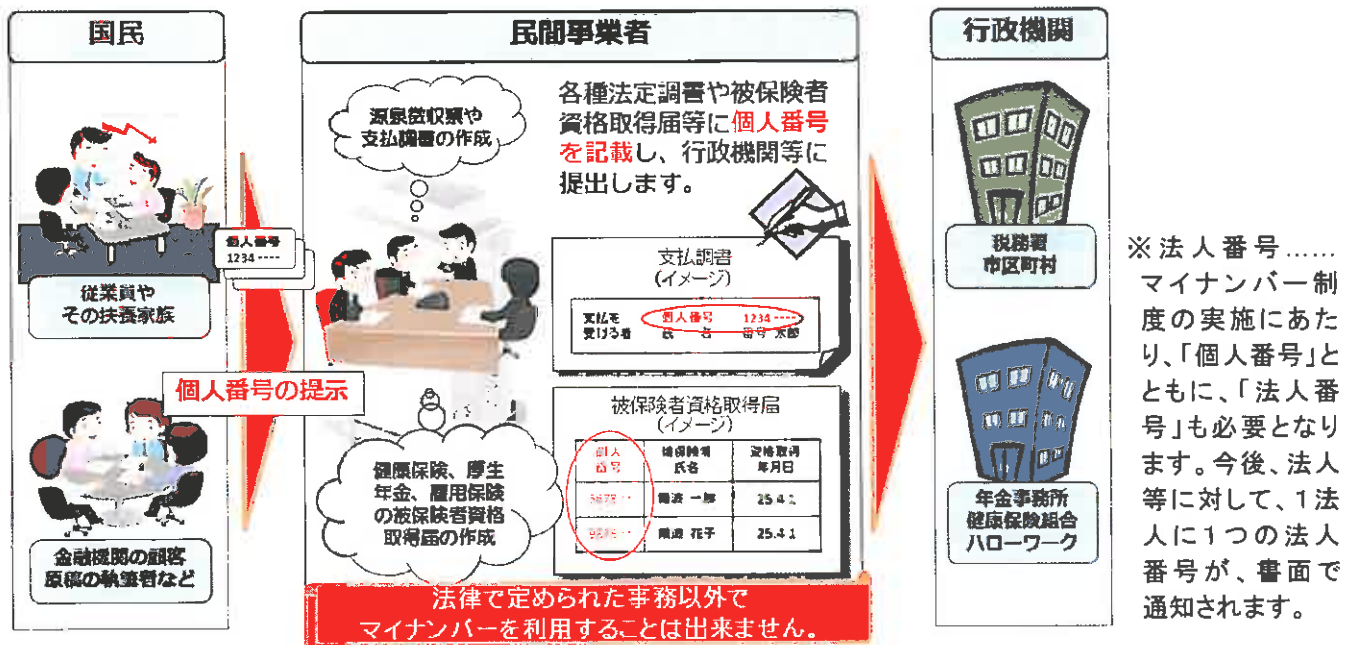 国民
個人番号
1234 ----
従業員や
その扶養家族
個人番号の提示
金融機関の顧客
原稿の執筆者など
民間事業者
源泉徴収票や
支払調書の作成
各種法定調書や被保険者
資格取得届等に個人番号
を記載し、行政機関等に
提出します。
支払調書
(イメージ)
支払を
受ける者
個人番号 1234 ----
氏 名 番号 太郎
健康保険、厚生
年金、雇用保険
の被保険者資格
取得届の作成
被保険者資格取得届
(イメージ)
個人
番号
被保険者
氏名
資格取得
年月日
5678
一郎
25.4.1
花子
25.4.1
法律で定められた事務以外で
マイナンバーを利用することは出来ません。
行政機関
税務署
市区町村
年金事務所
健康保険組合
ハローワーク
※法人番号……
マイナンバー制
度の実施にあた
り、「個人番号」と
ともに、「法人番
号」も必要となり
ます。今後、法人
等に対して、1法
人に1つの法人
番号が、書面で
通知されます。